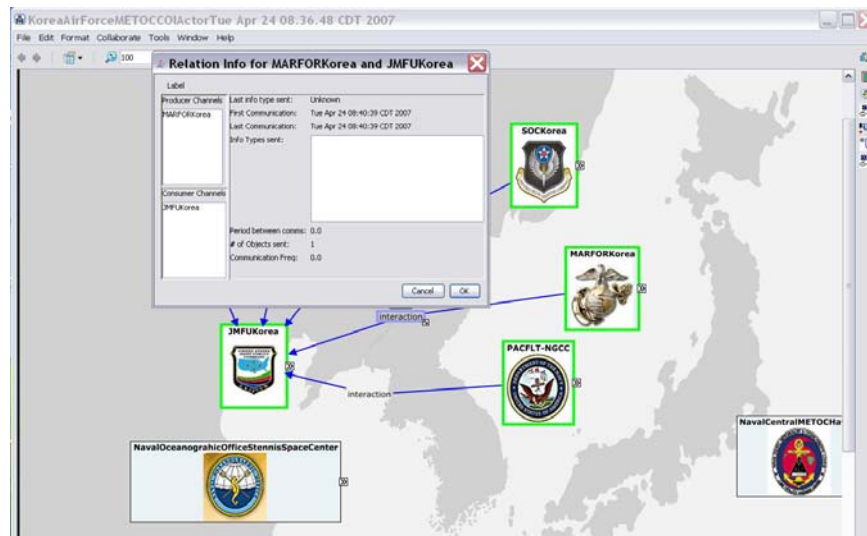 KoreaAirForceMETOCCOIActorTue Apr 24 08.36.48 CDT 2007
File Edit Format Collaborate Tools Window Help
100
Relation Info for MARFORKorea and JMFUKorea
Label
Producer Channels
MARFORKorea
Last info type sent: Unknown
First Communication: Tue Apr 24 08:40:39 CDT 2007
Last Communication: Tue Apr 24 08:40:39 CDT 2007
Info Types sent:
Consumer Channels
JMFUKorea
Period between comms: 0.0
# of Objects sent: 1
Communication Freq: 0.0
Cancel OK
SOCKorea
MARFORKorea
interaction
JMFUKorea
PACFLT-NGCC
interaction
NavalCentralMETOCHa
NavalOceanograhicOfficeStennisSpaceCenter